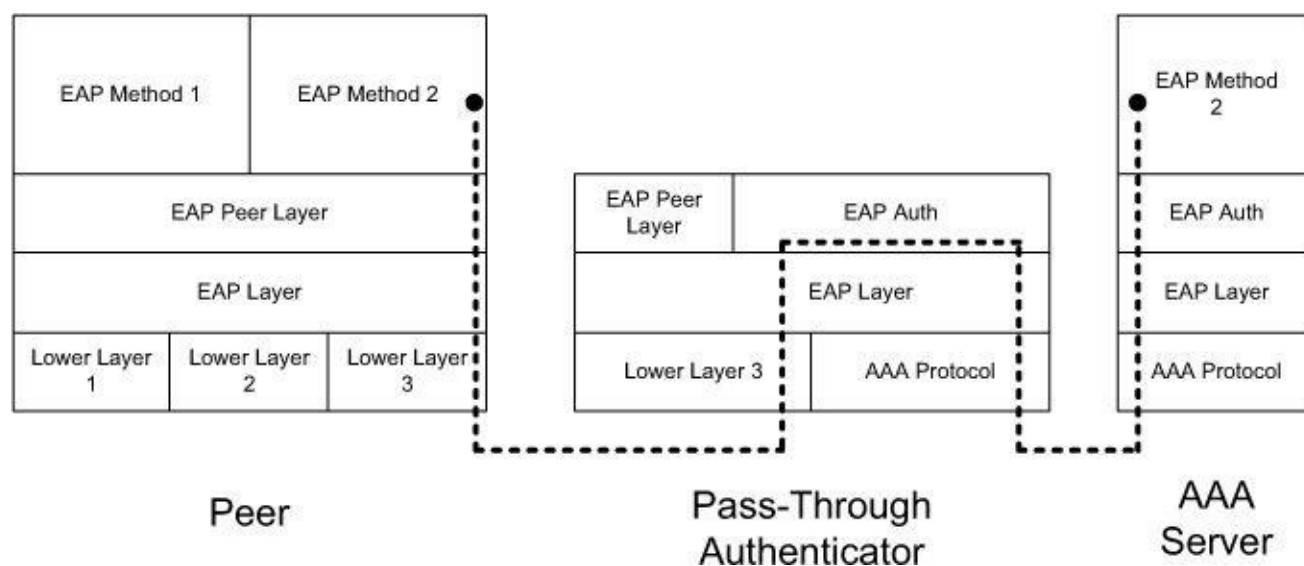 EAP Method 1
EAP Method 2
EAP Peer Layer
EAP Layer
Lower Layer
1
Lower Layer
2
Lower Layer
3
Peer
EAP Peer
Layer
EAP Auth
EAP Layer
Lower Layer 3
AAA Protocol
Pass-Through
Authenticator
EAP Method
2
EAP Auth
EAP Layer
AAA Protocol
AAA
Server